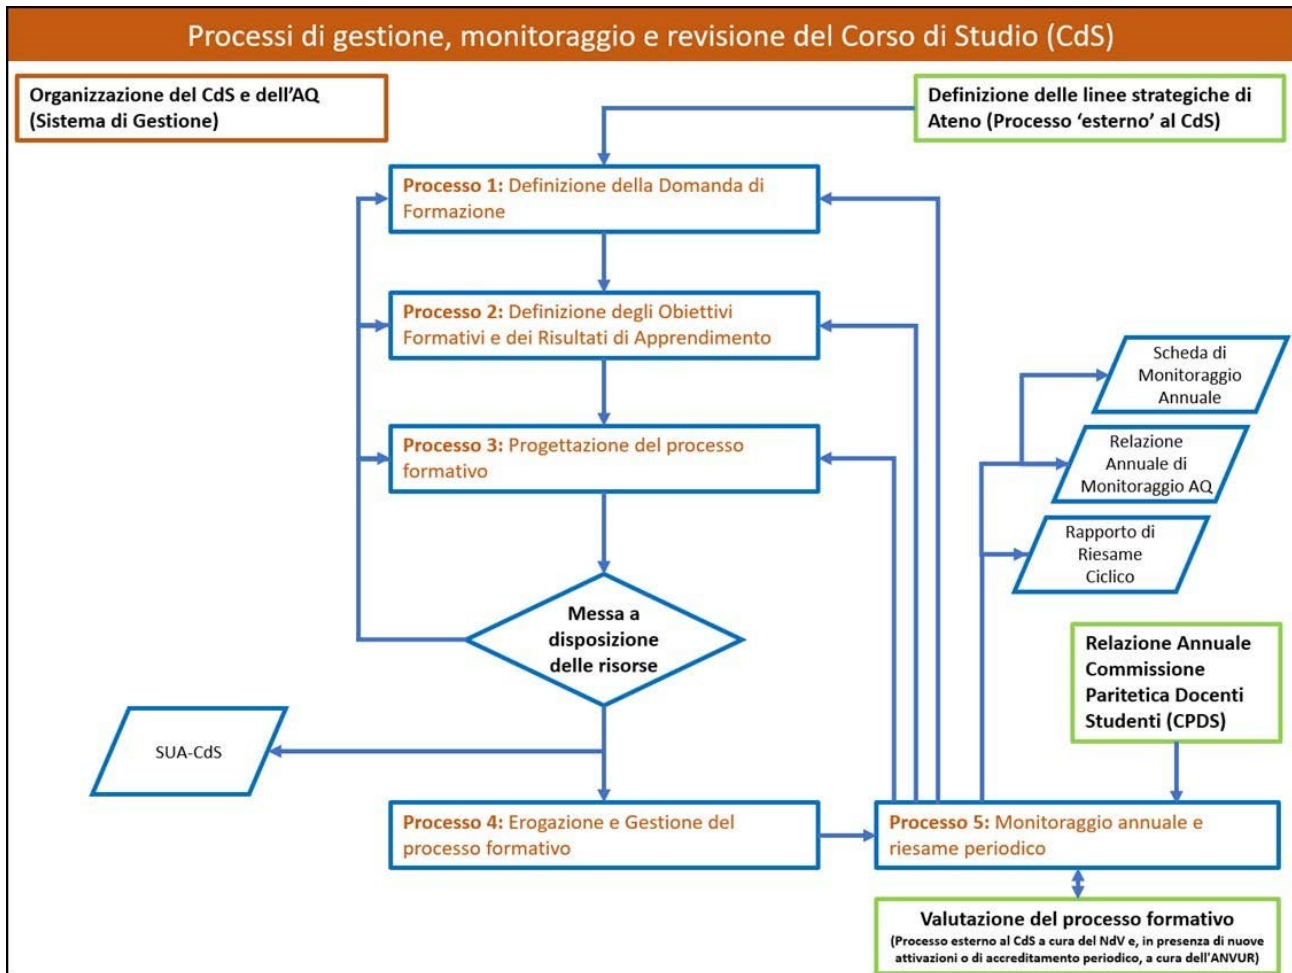 Processi di gestione, monitoraggio e revisione del Corso di Studio (CdS)
Organizzazione del CdS e dell'AQ
(Sistema di Gestione)
Definizione delle linee strategiche di
Ateno (Processo ‘esterno’ al CdS)
Processo 1: Definizione della Domanda di
Formazione
Processo 2: Definizione degli Obiettivi
Formativi e dei Risultati di Apprendimento
Processo 3: Progettazione del processo
formativo
Scheda di
Monitoraggio
Annuale
Relazione
Annuale di
Monitoraggio AQ
Rapporto di
Riesame
Ciclico
Messa a
disposizione
delle risorse
Relazione Annuale
Commissione
Paritetica Docenti
Studenti (CPDS)
SUA-CdS
Processo 4: Erogazione e Gestione del
processo formativo
Processo 5: Monitoraggio annuale e
riesame periodico
Valutazione del processo formativo
(Processo esterno al CdS a cura del NdV e, in presenza di nuove
attivazioni o di accreditamento periodico, a cura dell'ANVUR)